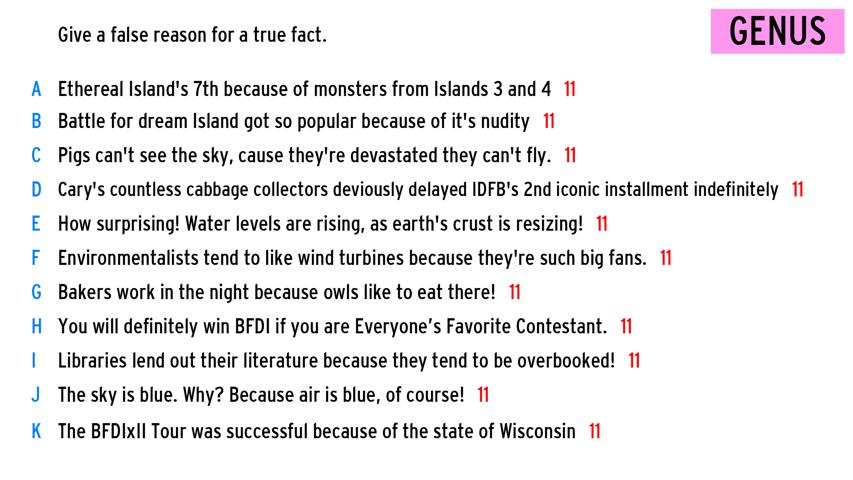 Give a false reason for a true fact.
GENUS
A Ethereal Island's 7th because of monsters from Islands 3 and 4 11
B Battle for dream Island got so popular because of it's nudity 11
C Pigs can't see the sky, cause they're devastated they can't fly. 11
D Cary's countless cabbage collectors deviously delayed IDFB's 2nd iconic installment indefinitely 11
E How surprising! Water levels are rising, as earth's crust is resizing! 11
F Environmentalists tend to like wind turbines because they're such big fans. 11
G Bakers work in the night because owls like to eat there! 11
H You will definitely win BFDI if you are Everyone’s Favorite Contestant. 11
I Libraries lend out their literature because they tend to be overbooked! 11
J The sky is blue. Why? Because air is blue, of course! 11
K The BFDIxII Tour was successful because of the state of Wisconsin 11